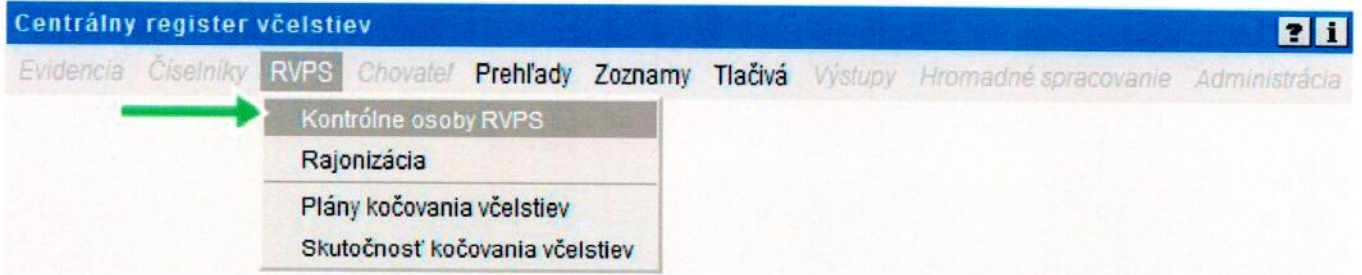 Centrálny register včelstiev ? i
Evidencia Číselníky RVPS Chovateľ Prehľady Zoznamy Tlačivá Výstupy Hromadné spracovanie Administrácia
Kontrólne osoby RVPS
Rajonizácia
Plány kočovania včelstiev
Skutočnosť kočovania včelstiev